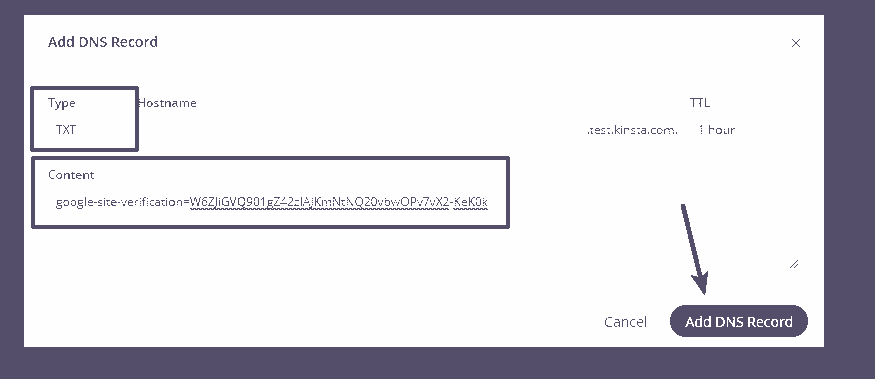 Add DNS Record
Type Hostname TTL
TXT .test.kinsta.com. 1 hour
Content
google-site-verification=W6ZJiGVQ901gZ42zIAjKmNtNQ20vbwOPv7vX2-KeK0k
Cancel Add DNS Record